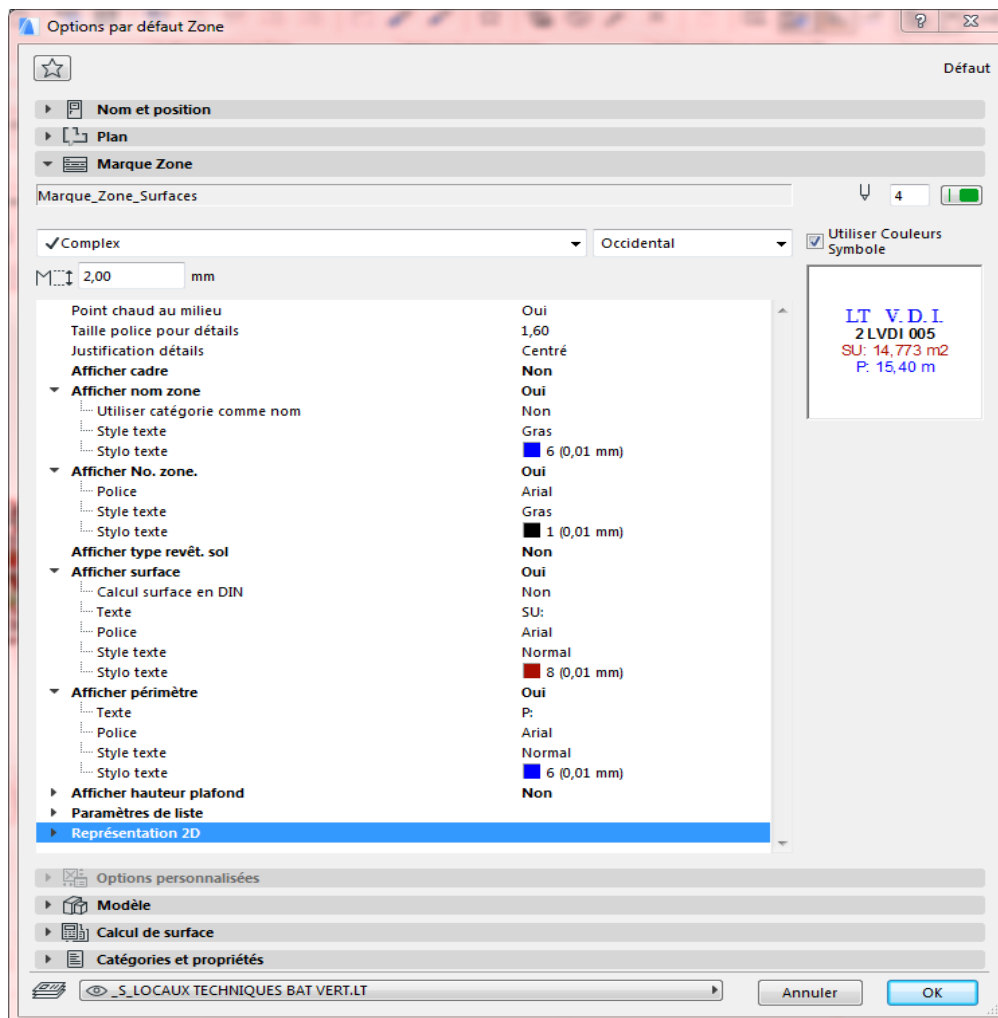 Options par défaut Zone
Défaut
Nom et position
Plan
Marque Zone
Marque_Zone_Surfaces
4
✓Complex
Occidental
Utiliser Couleurs
Symbole
2,00 mm
Point chaud au milieu Oui
Taille police pour détails 1,60
Justification détails Centré
Afficher cadre Non
Afficher nom zone Oui
Utiliser catégorie comme nom Non
Style texte Gras
Stylo texte 6 (0,01 mm)
Afficher No. zone. Oui
Police Arial
Style texte Gras
Stylo texte 1 (0,01 mm)
Afficher type revêt. sol Non
Afficher surface Oui
Calcul surface en DIN Non
Texte SU:
Police Arial
Style texte Normal
Stylo texte 8 (0,01 mm)
Afficher périmètre Oui
Texte P:
Police Arial
Style texte Normal
Stylo texte 6 (0,01 mm)
Afficher hauteur plafond Non
Paramètres de liste
Représentation 2D
LT V.D.I.
2 LVDI 005
SU: 14,773 m2
P: 15,40 m
Options personnalisées
Modèle
Calcul de surface
Catégories et propriétés
_S_LOCAUX TECHNIQUES BAT VERT.LT
Annuler
OK